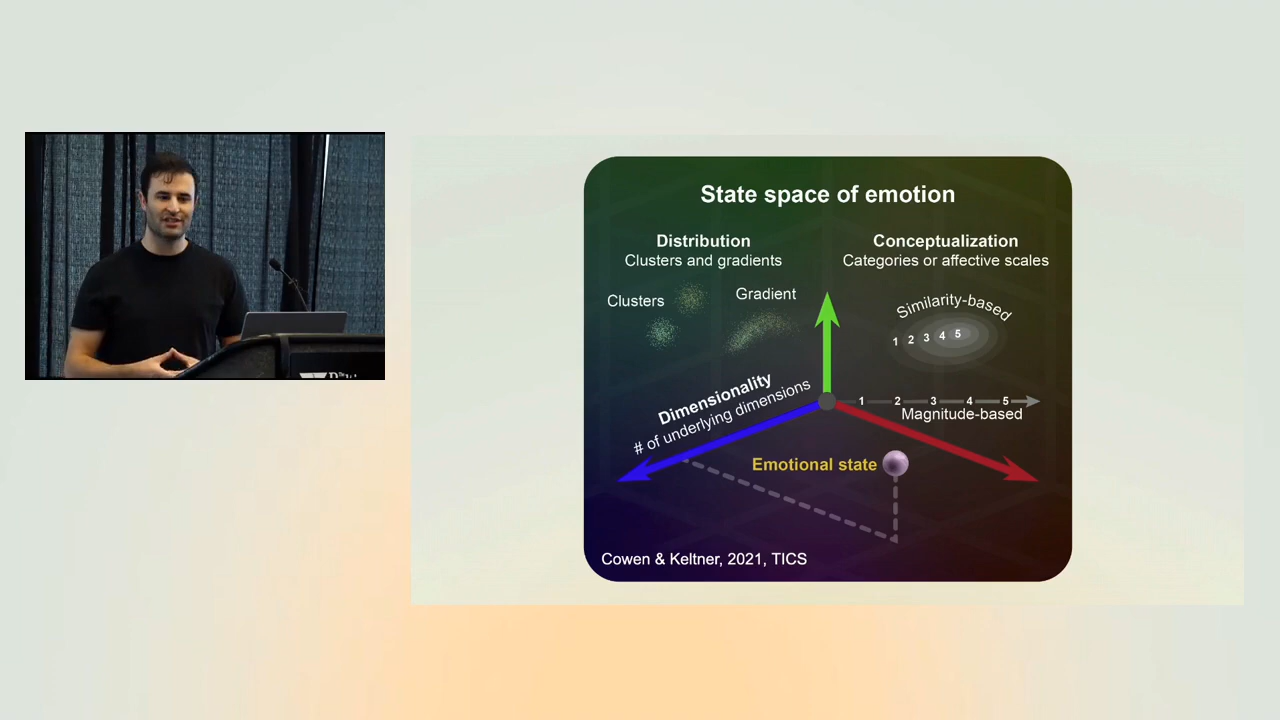 State space of emotion
Distribution
Clusters and gradients
Conceptualization
Categories or affective scales
Clusters
Gradient
Similarity-based
1 2 3 4 5
Dimensionality
# of underlying dimensions
1 2 3 4 5
Magnitude-based
Emotional state
Cowen & Keltner, 2021, TICS